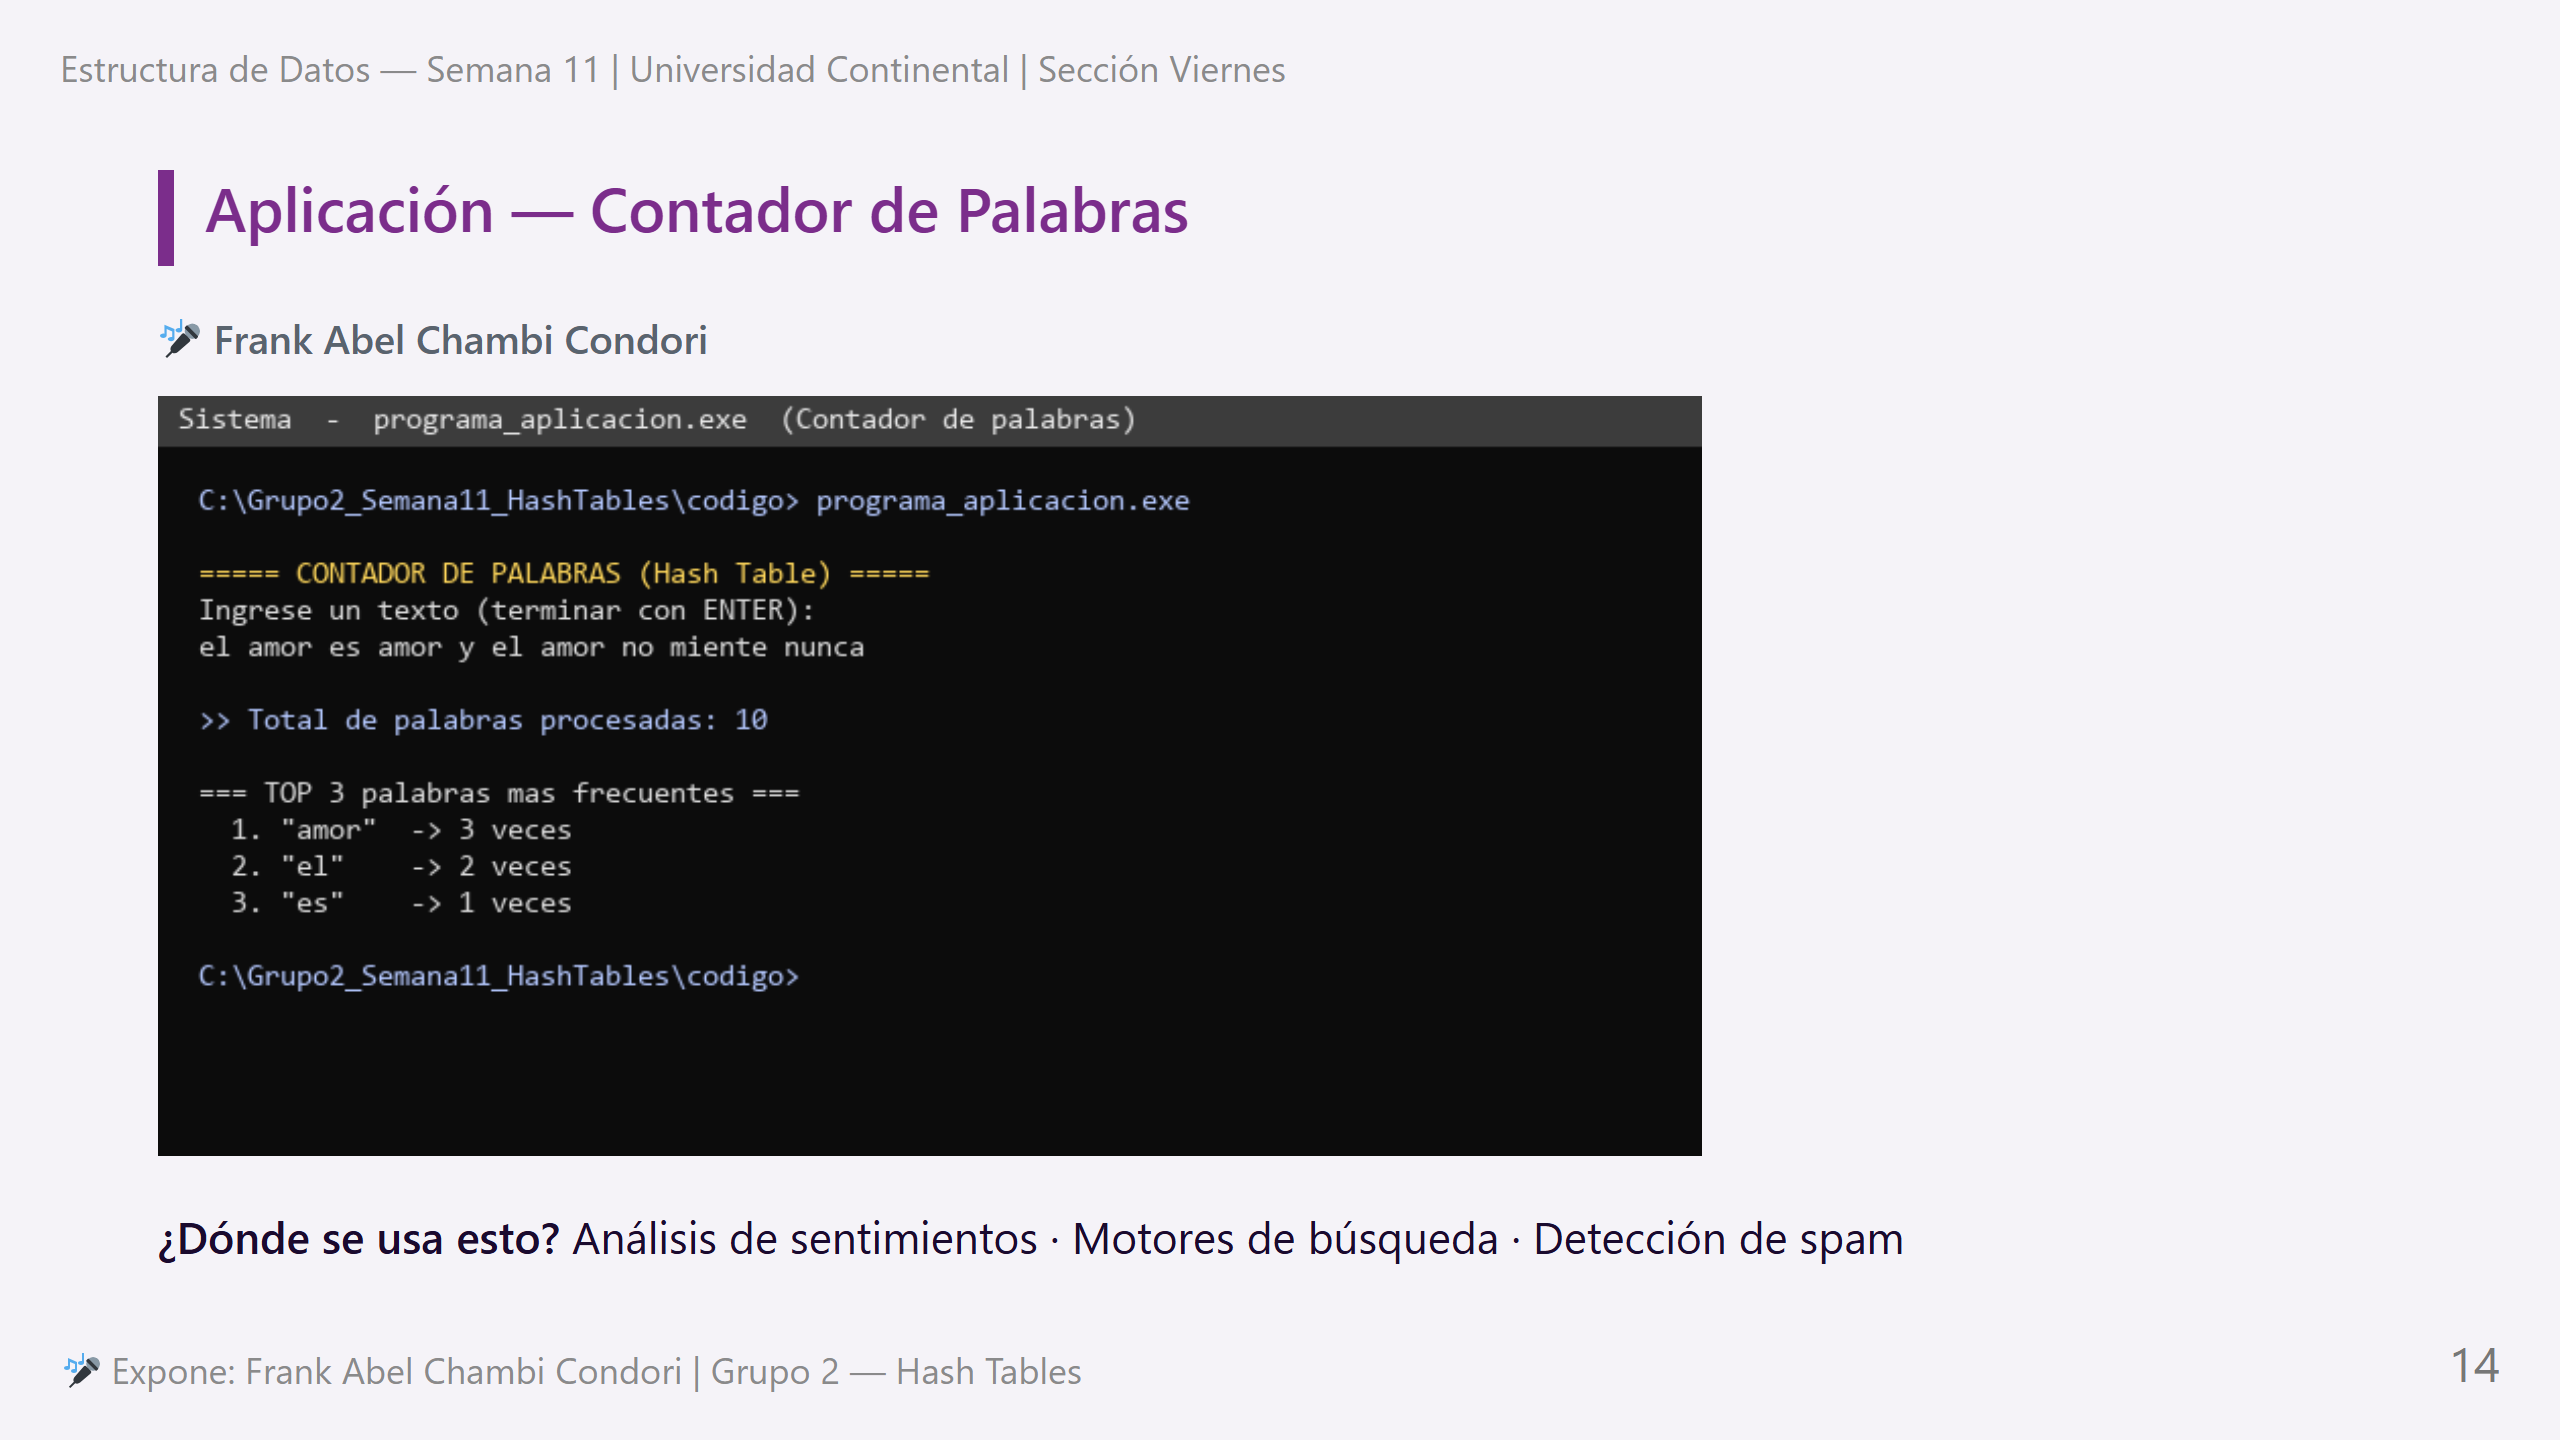 Estructura de Datos — Semana 11 | Universidad Continental | Sección Viernes
Aplicación — Contador de Palabras
Frank Abel Chambi Condori
Sistema - programa_aplicacion.exe (Contador de palabras)
C:\Grupo2_Semana11_HashTables\codigo> programa_aplicacion.exe
===== CONTADOR DE PALABRAS (Hash Table) =====
Ingrese un texto (terminar con ENTER):
el amor es amor y el amor no miente nunca
>> Total de palabras procesadas: 10
=== TOP 3 palabras mas frecuentes ===
1. "amor" -> 3 veces
2. "el" -> 2 veces
3. "es" -> 1 veces
C:\Grupo2_Semana11_HashTables\codigo>
¿Dónde se usa esto? Análisis de sentimientos · Motores de búsqueda · Detección de spam
Expone: Frank Abel Chambi Condori | Grupo 2 — Hash Tables
14